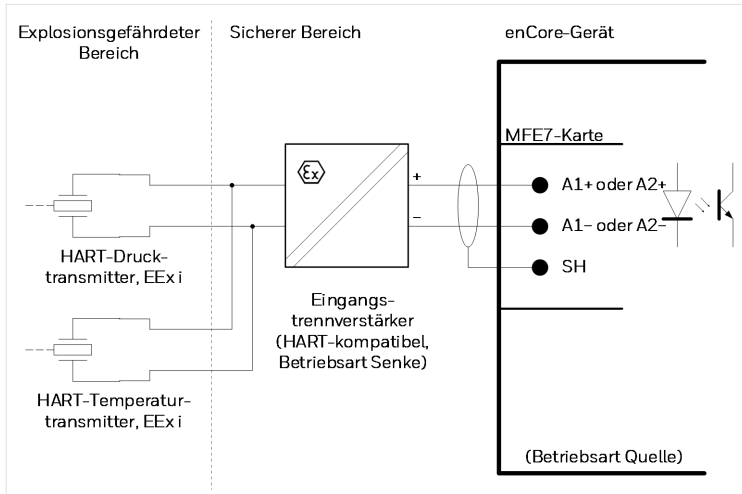 Explosionsgefährdeter
Bereich
Sicherer Bereich
enCore-Gerät
MFE7-Karte
Ex
+
A1+ oder A2+
−
A1− oder A2−
SH
HART-Druck-
transmitter, EEx i
Eingangs-
trennverstärker
(HART-kompatibel,
Betriebsart Senke)
HART-Temperatur-
transmitter, EEx i
(Betriebsart Quelle)